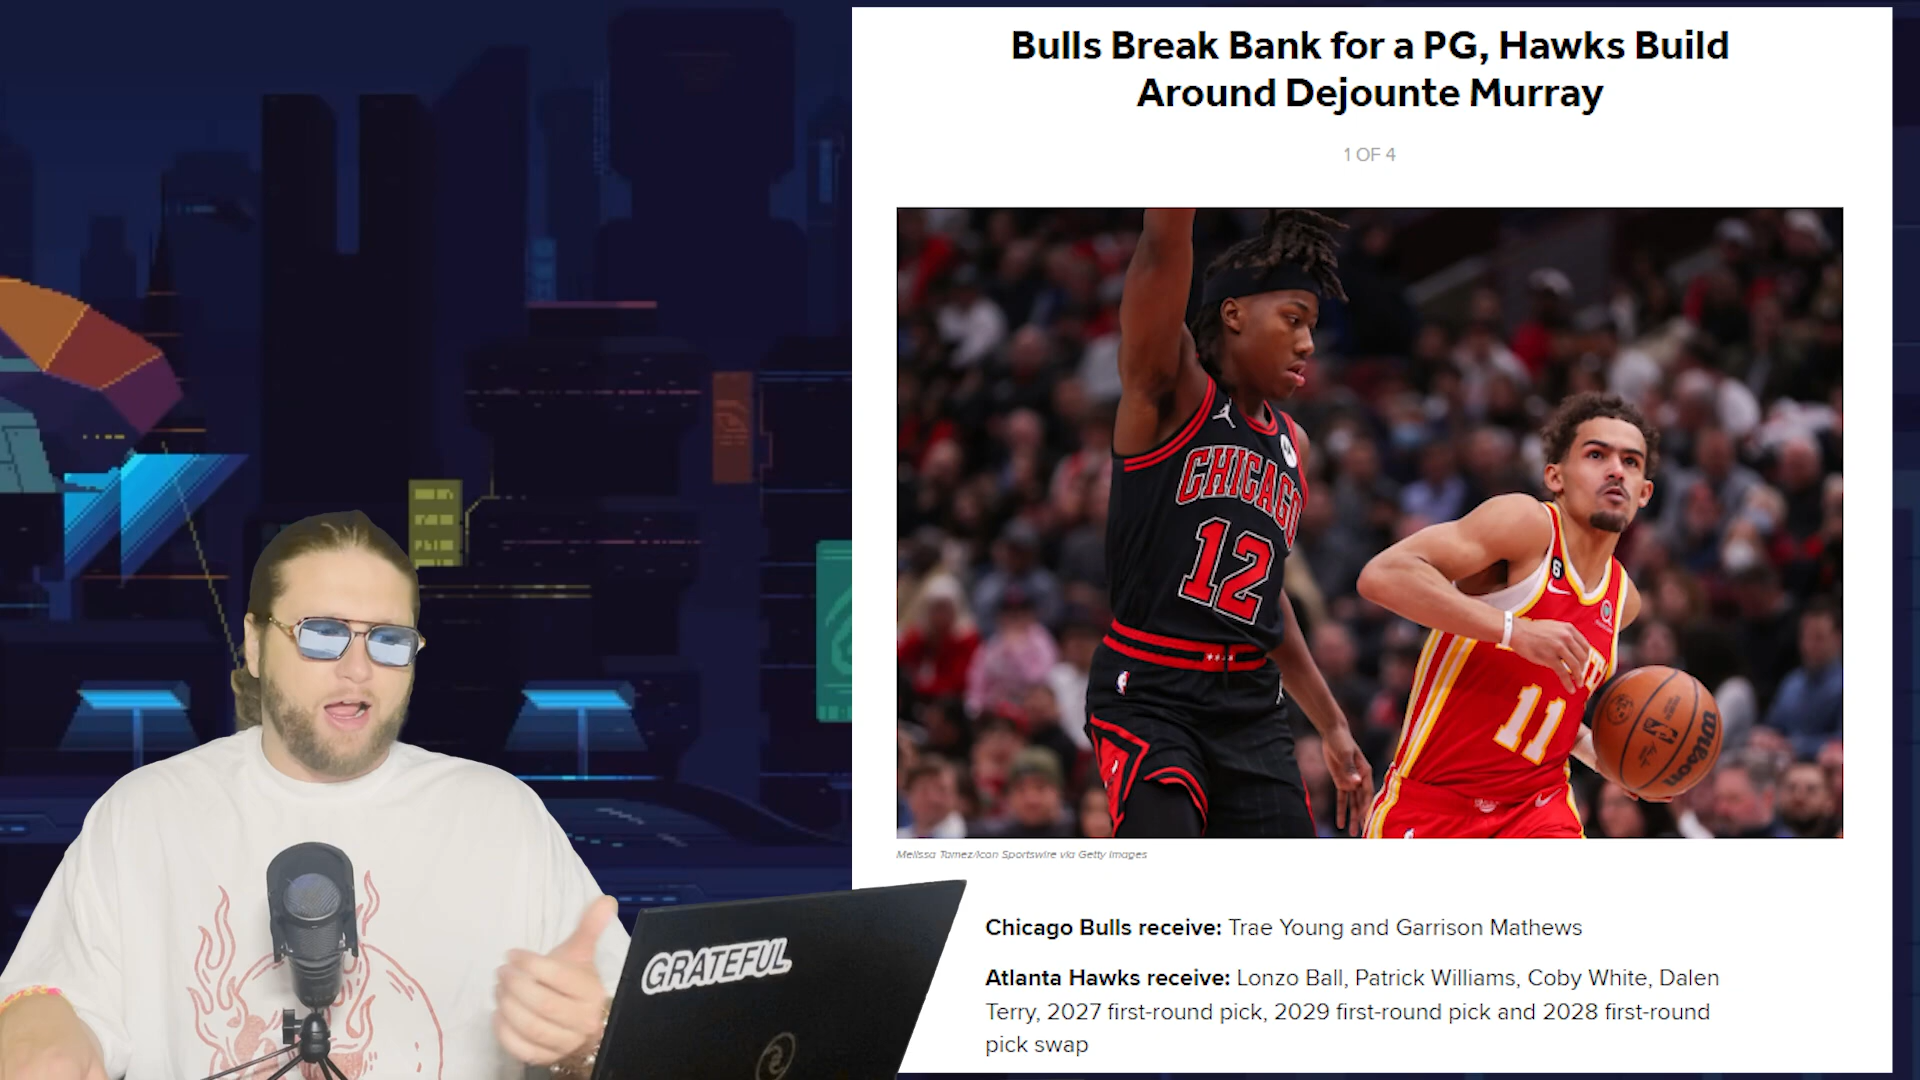 Bulls Break Bank for a PG, Hawks Build
Around Dejounte Murray
1 OF 4
CHICAGO
12
6
11
Wilson
Melissa Tamez/Icon Sportswire via Getty Images
Chicago Bulls receive: Trae Young and Garrison Mathews
Atlanta Hawks receive: Lonzo Ball, Patrick Williams, Coby White, Dalen
Terry, 2027 first-round pick, 2029 first-round pick and 2028 first-round
pick swap
GRATEFUL